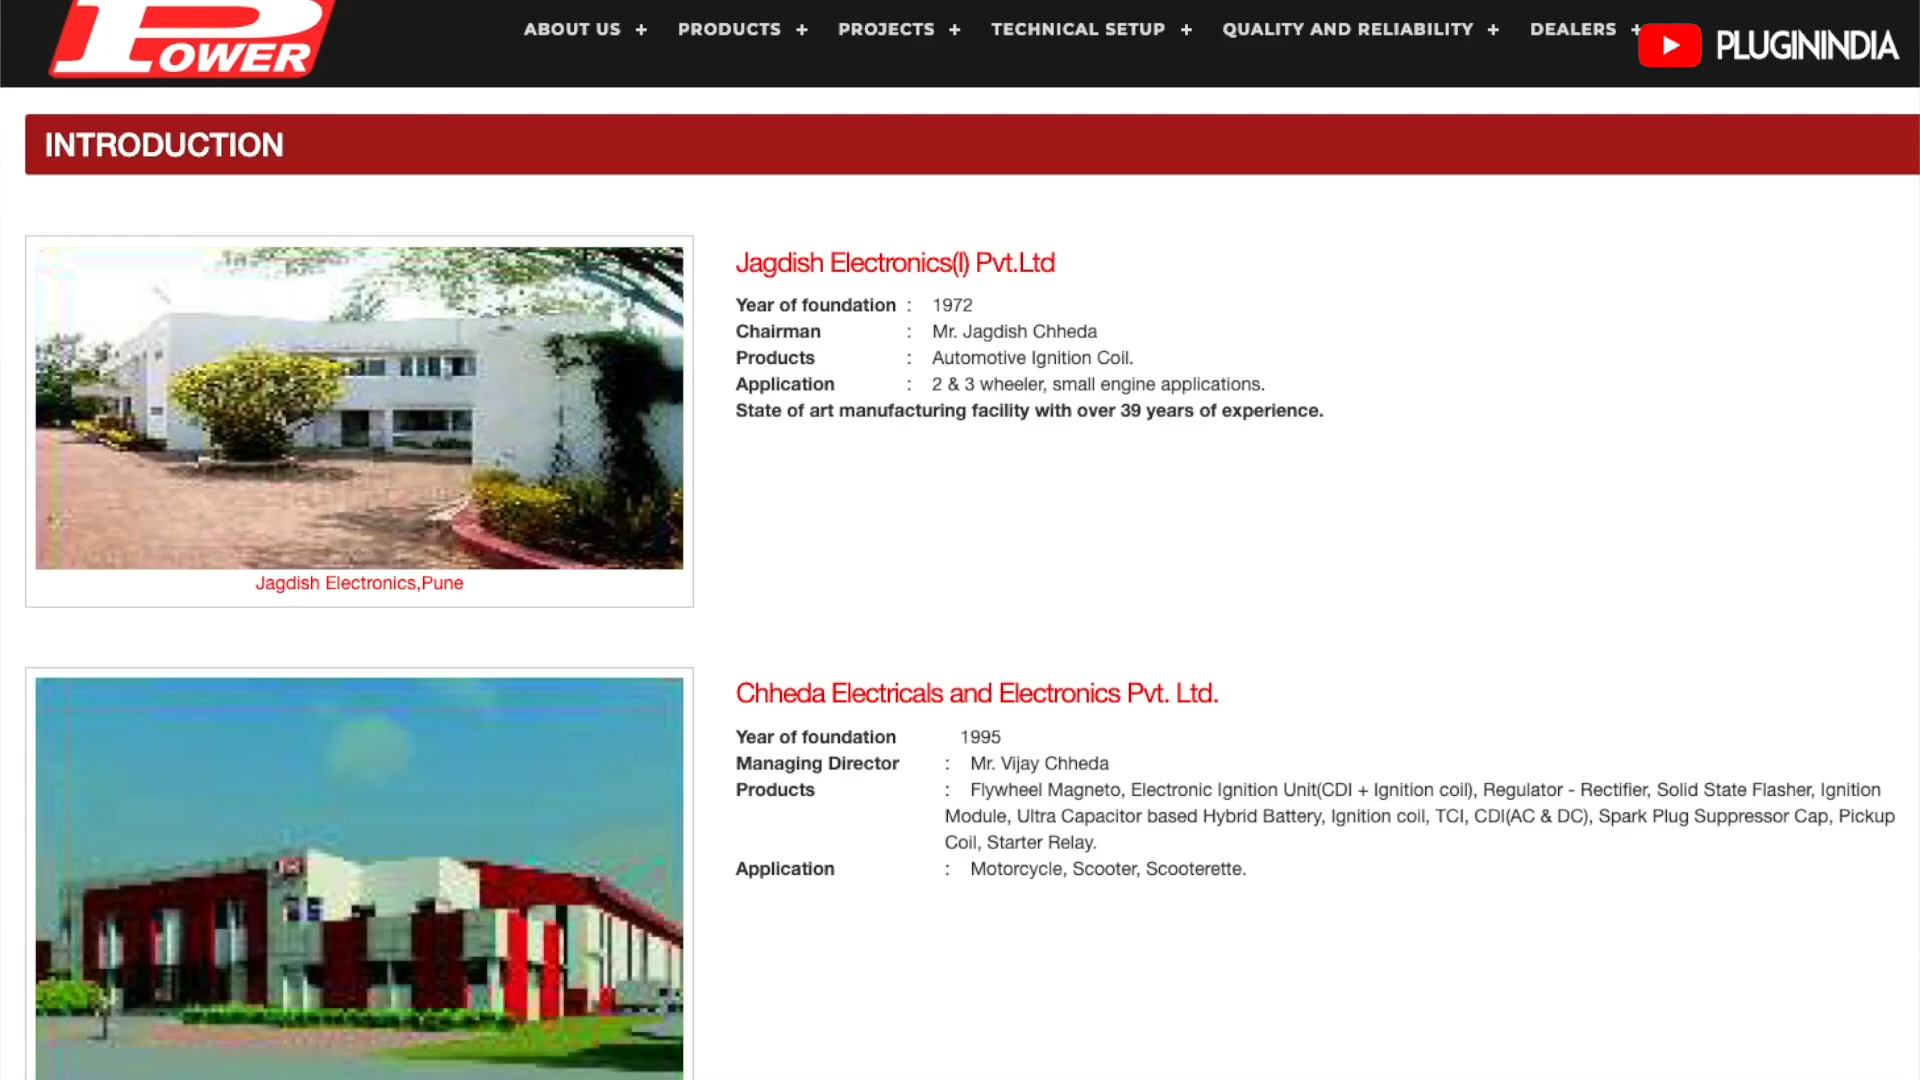 POWER
ABOUT US + PRODUCTS + PROJECTS + TECHNICAL SETUP + QUALITY AND RELIABILITY + DEALERS +
PLUGININDIA
INTRODUCTION
Jagdish Electronics(I) Pvt.Ltd
Year of foundation : 1972
Chairman : Mr. Jagdish Chheda
Products : Automotive Ignition Coil.
Application : 2 & 3 wheeler, small engine applications.
State of art manufacturing facility with over 39 years of experience.
Jagdish Electronics,Pune
Chheda Electricals and Electronics Pvt. Ltd.
Year of foundation 1995
Managing Director : Mr. Vijay Chheda
Products : Flywheel Magneto, Electronic Ignition Unit(CDI + Ignition coil), Regulator - Rectifier, Solid State Flasher, Ignition
Module, Ultra Capacitor based Hybrid Battery, Ignition coil, TCI, CDI(AC & DC), Spark Plug Suppressor Cap, Pickup
Coil, Starter Relay.
Application : Motorcycle, Scooter, Scooterette.